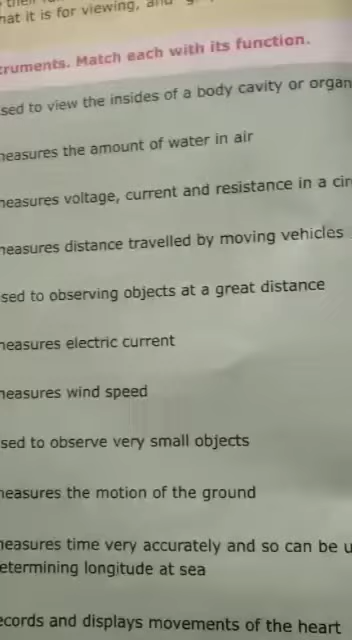 hat it is for viewing, and
truments. Match each with its function.
sed to view the insides of a body cavity or organ
neasures the amount of water in air
neasures voltage, current and resistance in a cir
neasures distance travelled by moving vehicles
sed to observing objects at a great distance
neasures electric current
neasures wind speed
sed to observe very small objects
neasures the motion of the ground
neasures time very accurately and so can be u
etermining longitude at sea
ecords and displays movements of the heart